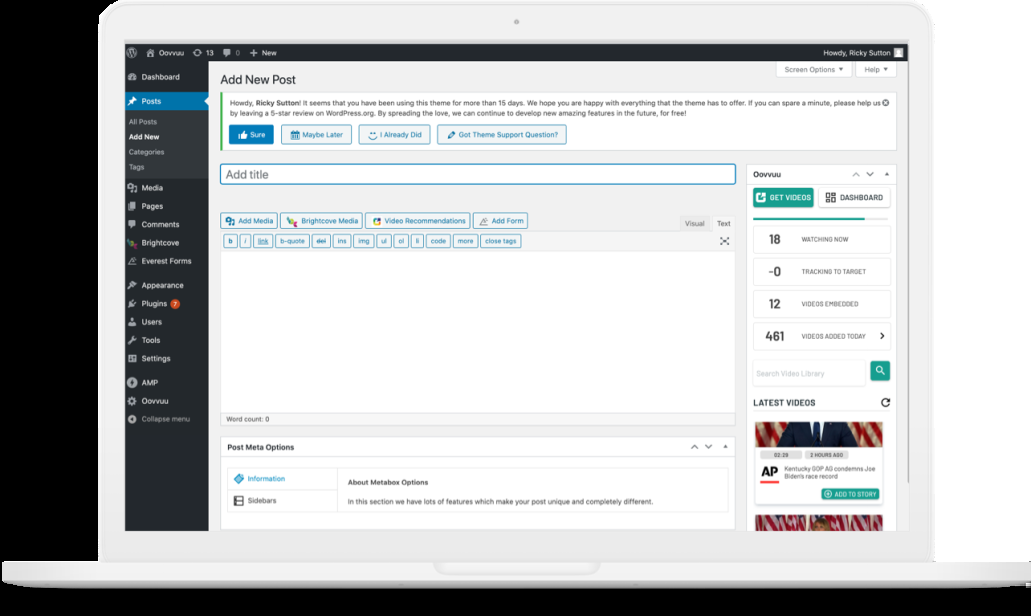 Oovvuu 13 0 + New Howdy, Ricky Sutton
Screen Options Help
Dashboard
Posts
All Posts
Add New
Categories
Tags
Media
Pages
Comments
Brightcove
Everest Forms
Appearance
Plugins 7
Users
Tools
Settings
AMP
Oovvuu
Collapse menu
Add New Post
Howdy, Ricky Sutton! It seems that you have been using this theme for more than 15 days. We hope you are happy with everything that the theme has to offer. If you can spare a minute, please help us
by leaving a 5-star review on WordPress.org. By spreading the love, we can continue to develop new amazing features in the future, for free!
Sure Maybe Later I Already Did Got Theme Support Question?
Add title
Add Media Brightcove Media Video Recommendations Add Form
Visual Text
b i link b-quote del ins img ul ol li code more close tags
Word count: 0
Post Meta Options
Information
Sidebars
About Metabox Options
In this section we have lots of features which make your post unique and completely different.
Oovvuu
GET VIDEOS DASHBOARD
18 WATCHING NOW
-0 TRACKING TO TARGET
12 VIDEOS EMBEDDED
461 VIDEOS ADDED TODAY
Search Video Library
LATEST VIDEOS
02:29 2 HOURS AGO
AP
Kentucky GOP AG condemns Joe
Biden's race record
ADD TO STORY